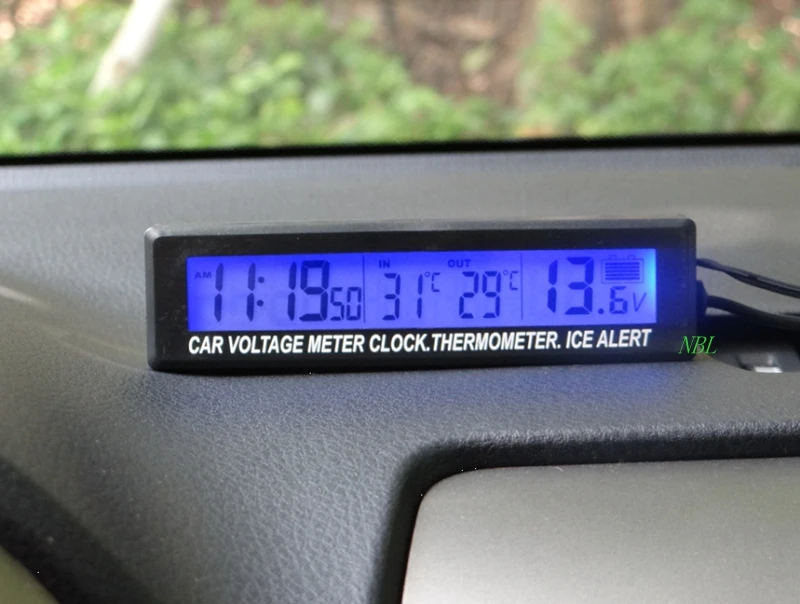 AM 11:19 50 IN 31°C OUT 29°C 13.6V
CAR VOLTAGE METER CLOCK.THERMOMETER. ICE ALERT
NBL